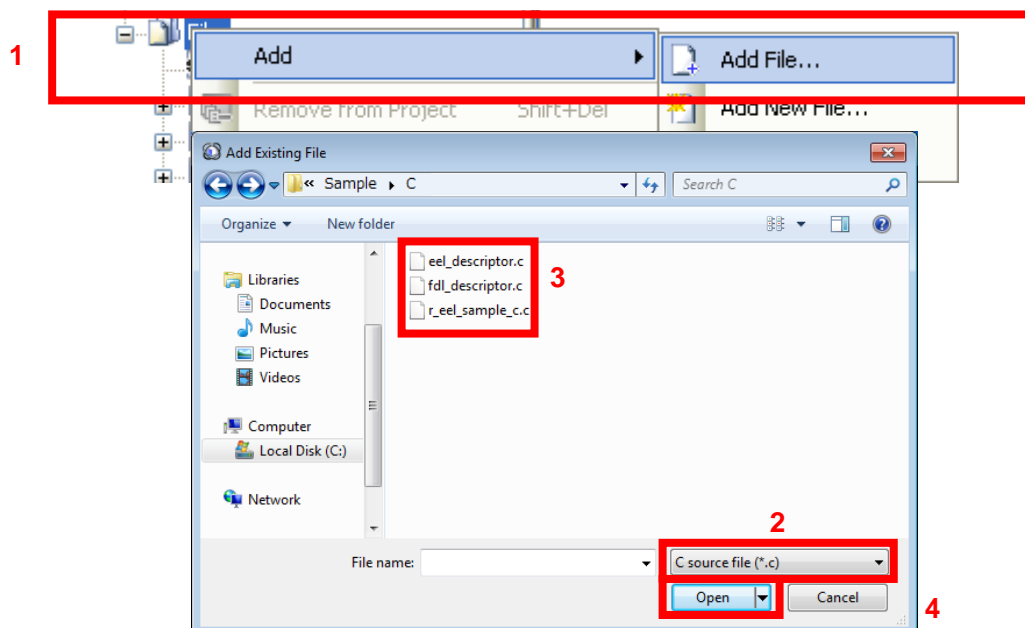 1
Add
Add File...
Remove from Project Shift+Del
Add New File...
Add Existing File
« Sample C
Search C
Organize New folder
eel_descriptor.c
3
Libraries
fdl_descriptor.c
Documents
r_eel_sample_c.c
Music
Pictures
Videos
Computer
Local Disk (C:)
Network
2
File name:
C source file (*.c)
Open
Cancel
4